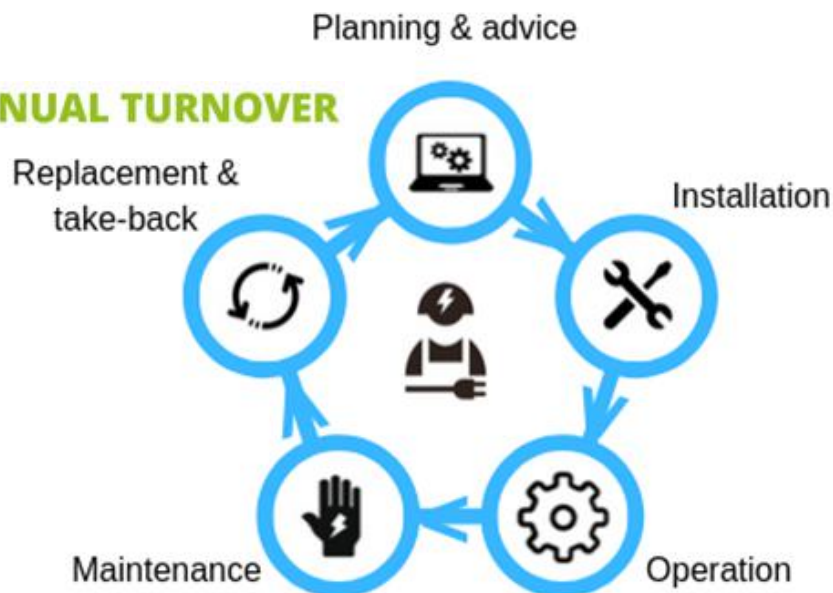 Planning & advice
NUAL TURNOVER
Replacement &
take-back
Installation
Maintenance
Operation